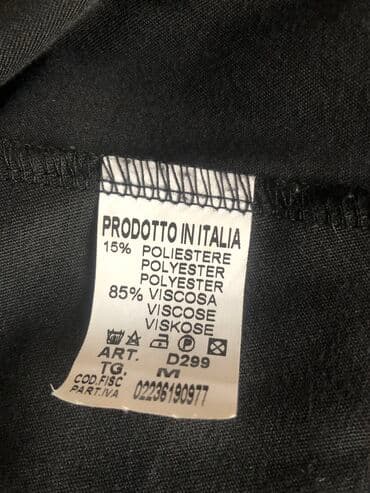 PRODOTTO IN ITALIA
15% POLIESTERE
POLYESTER
POLYESTER
85% VISCOSA
VISCOSE
VISKOSE
ART. D299
TG. M
COD.FISC
PART.IVA 02236190977